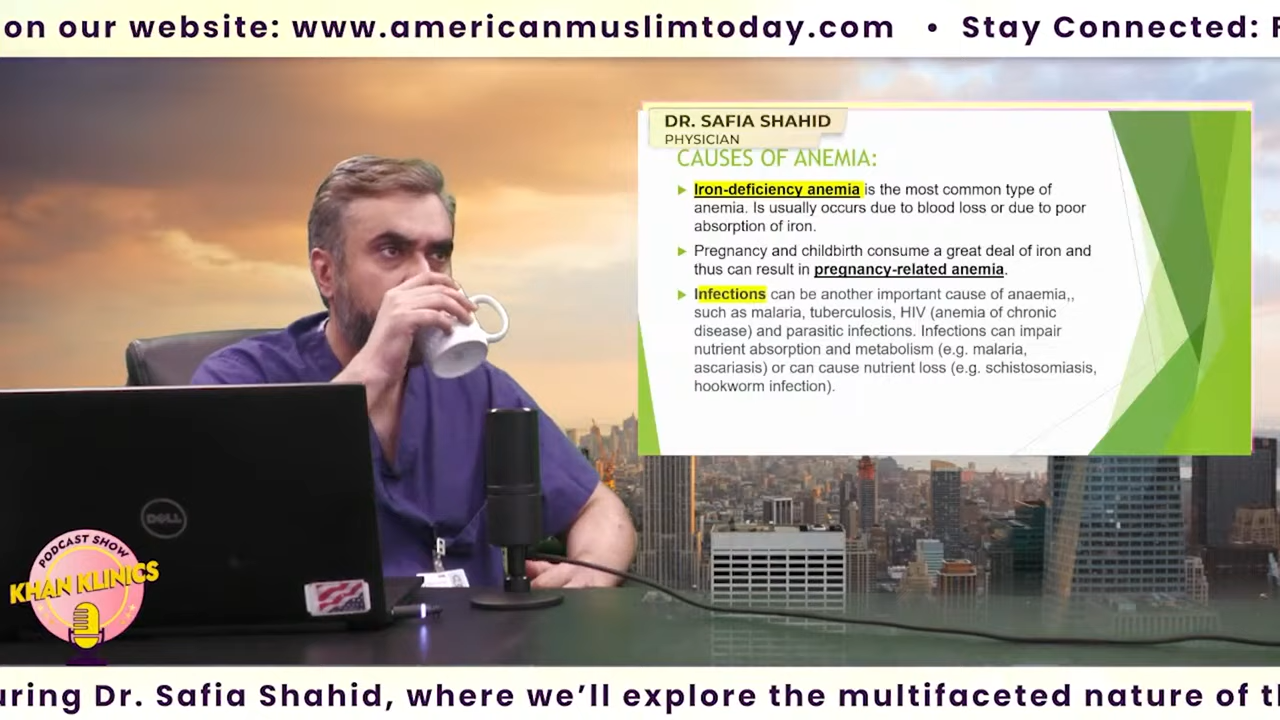 on our website: www.americanmuslimtoday.com • Stay Connected:
DR. SAFIA SHAHID
PHYSICIAN
CAUSES OF ANEMIA:
Iron-deficiency anemia is the most common type of
anemia. Is usually occurs due to blood loss or due to poor
absorption of iron.
Pregnancy and childbirth consume a great deal of iron and
thus can result in pregnancy-related anemia.
Infections can be another important cause of anaemia,,
such as malaria, tuberculosis, HIV (anemia of chronic
disease) and parasitic infections. Infections can impair
nutrient absorption and metabolism (e.g. malaria,
ascariasis) or can cause nutrient loss (e.g. schistosomiasis,
hookworm infection).
DELL
PODCAST SHOW
KHAN KLINICS
uring Dr. Safia Shahid, where we’ll explore the multifaceted nature of